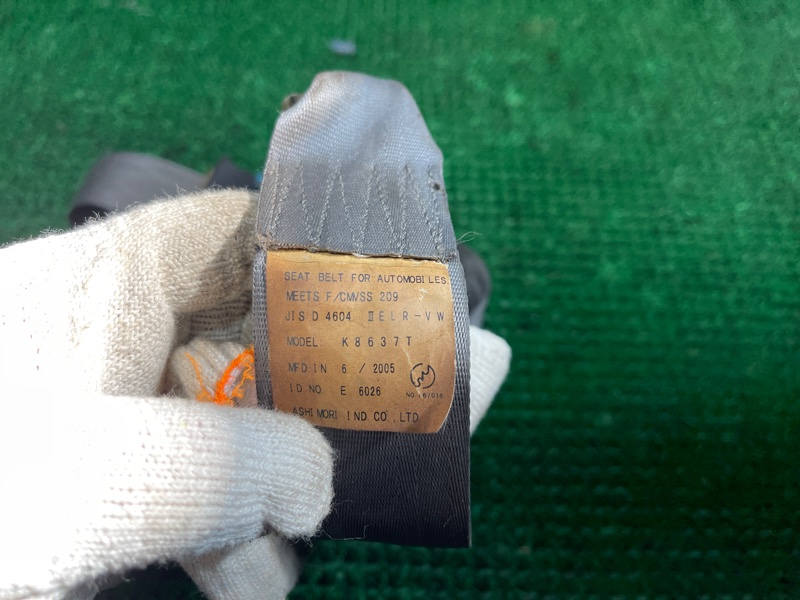 SEAT BELT FOR AUTOMOBILES
MEETS F/CMVSS 209
JIS D 4604 ⅡELR-VW
MODEL K8637T
MFD.IN 6 / 2005
I D.NO E 6026
ASHIMORI IND CO.,LTD